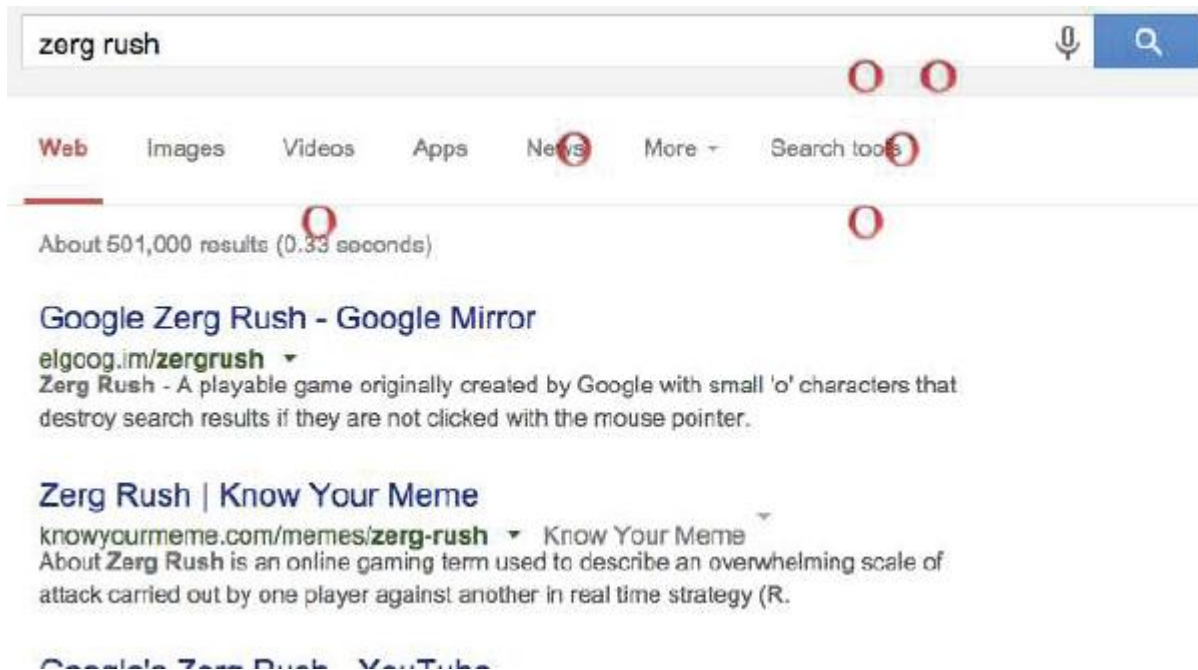 zerg rush
O O
Web Images Videos Apps News More Search tools
O O
O O
About 501,000 results (0.33 seconds)
Google Zerg Rush - Google Mirror
elgoog.im/zergrush
Zerg Rush - A playable game originally created by Google with small 'o' characters that
destroy search results if they are not clicked with the mouse pointer.
Zerg Rush | Know Your Meme
knowyourmeme.com/memes/zerg-rush Know Your Meme
About Zerg Rush is an online gaming term used to describe an overwhelming scale of
attack carried out by one player against another in real time strategy (R.
Google's Zerg Rush - YouTube